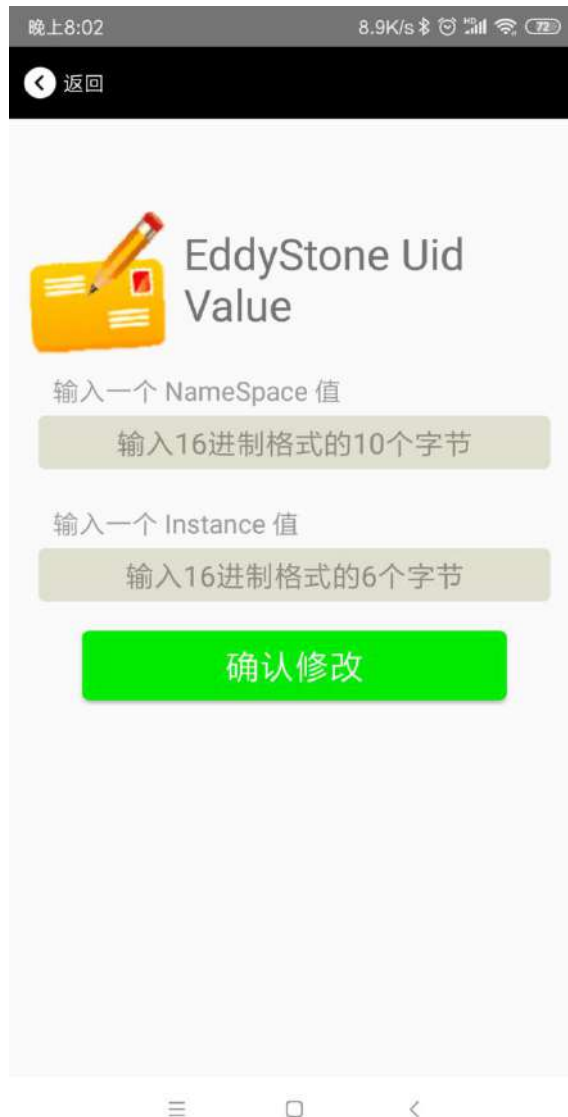 晚上8:02
8.9K/s
HD
72
返回
EddyStone Uid
Value
输入一个 NameSpace 值
输入16进制格式的10个字节
输入一个 Instance 值
输入16进制格式的6个字节
确认修改